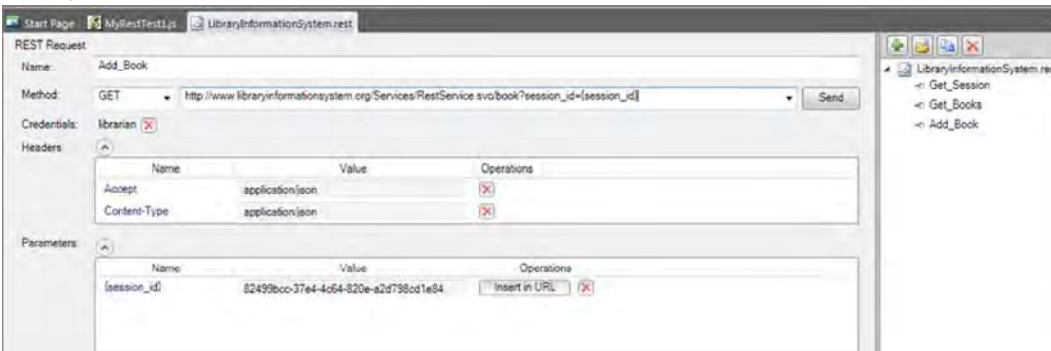 Start Page MyRestTest1.js LibraryInformationSystem.rest
REST Request
Name: Add_Book
Method: GET http://www.libraryinformationsystem.org/Services/RestService.svc/book?session_id={session_id} Send
Credentials: librarian
Headers
Name Value Operations
Accept application/json
Content-Type application/json
Parameters
Name Value Operations
{session_id} 82499bcc-37e4-4c64-820e-a2d798cd1e84 Insert in URL
LibraryInformationSystem.re
Get_Session
Get_Books
Add_Book